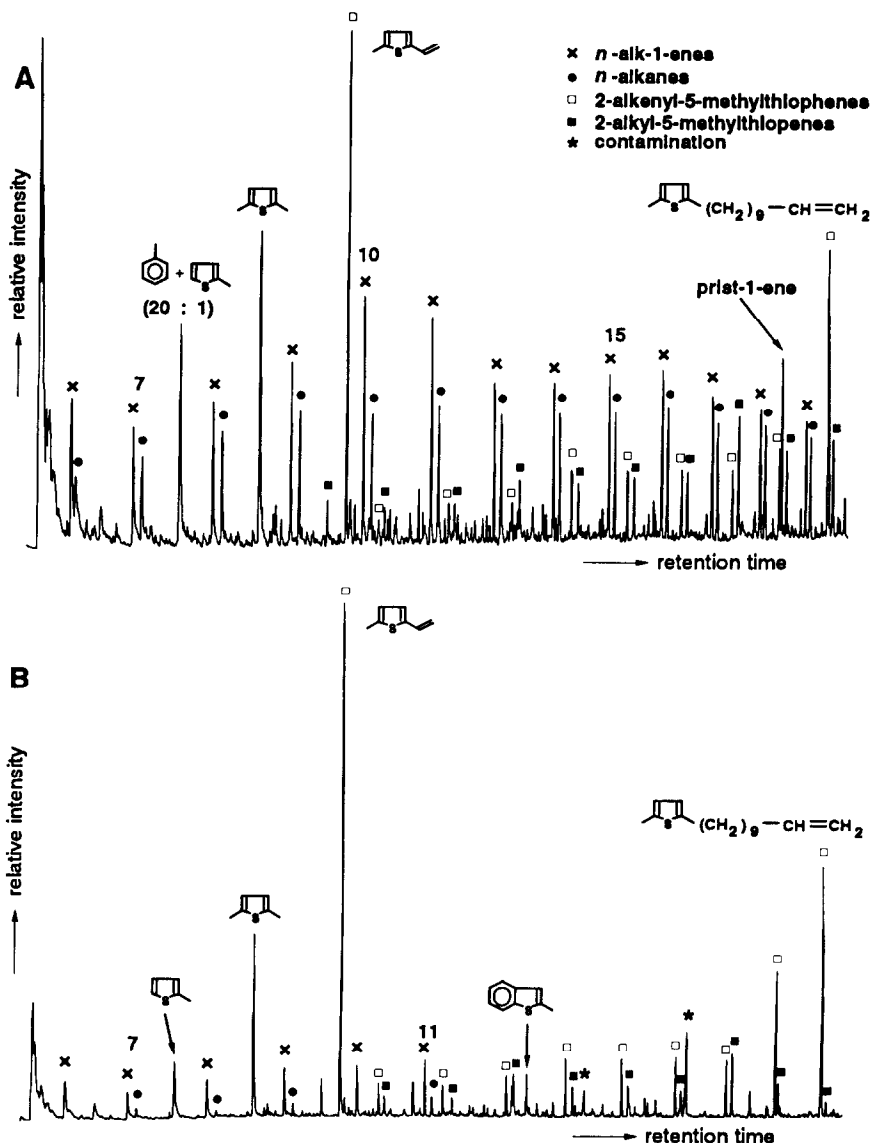 A
relative intensity
S
× n-alk-1-enes
● n-alkanes
□ 2-alkenyl-5-methylthiophenes
■ 2-alkyl-5-methylthiopenes
* contamination
S
+ S
(20 : 1)
S
(CH2)9—CH=CH2
prist-1-ene
7
10
15
retention time
B
relative intensity
S
S
S
S
S
(CH2)9—CH=CH2
7
11
retention time